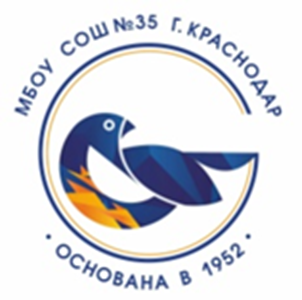 МБОУ СОШ №35 Г. КРАСНОДАР
• ОСНОВАНА В 1952 •